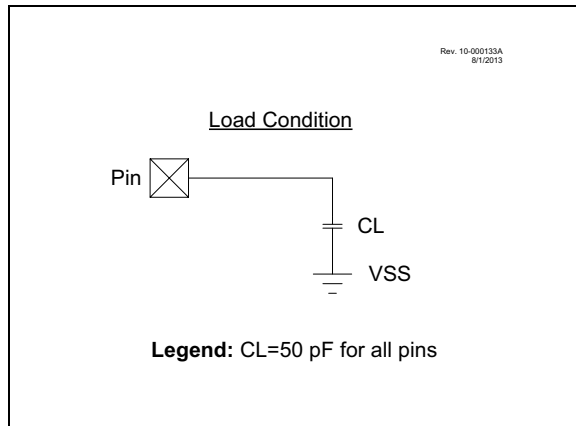 Rev. 10-000133A
8/1/2013
Load Condition
Pin
CL
VSS
Legend: CL=50 pF for all pins